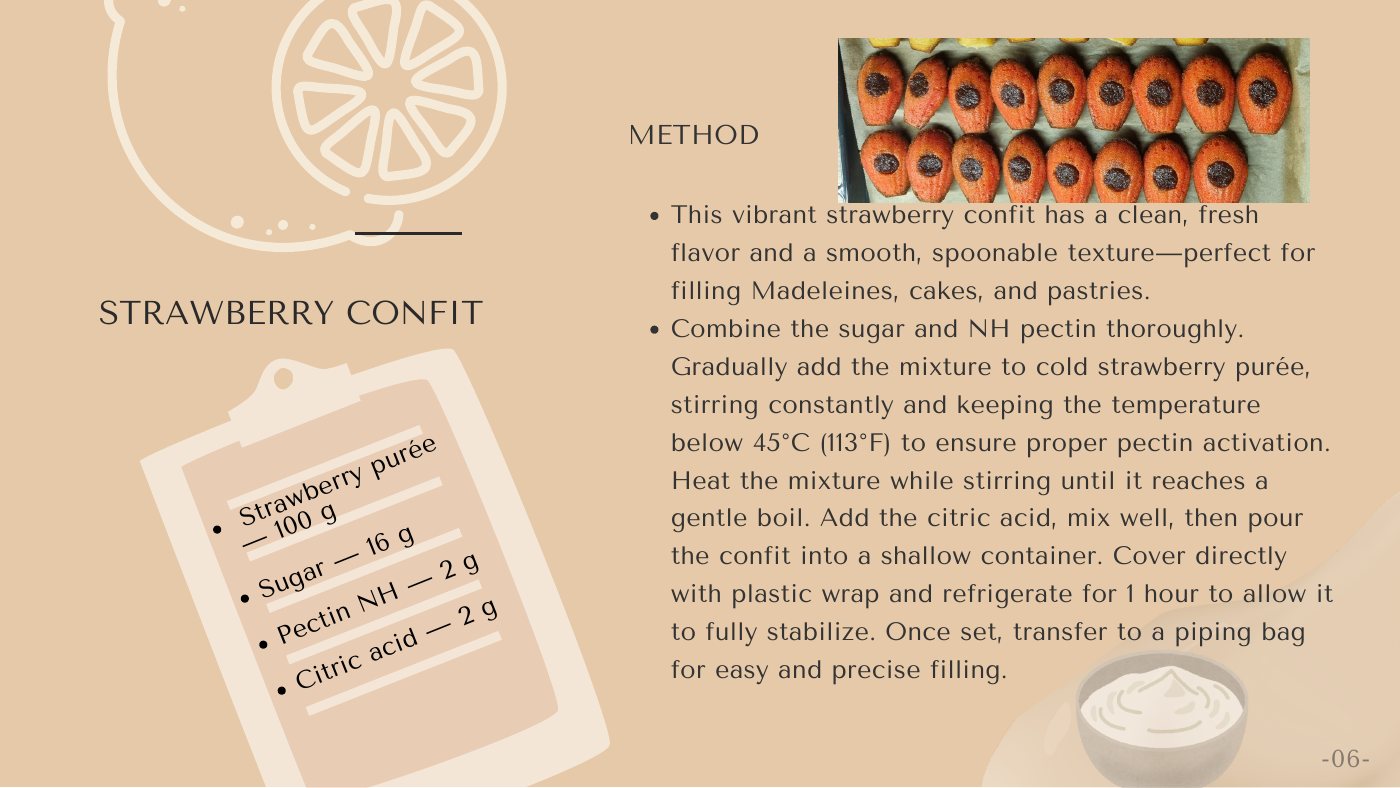 STRAWBERRY CONFIT
• Strawberry purée
— 100 g
• Sugar — 16 g
• Pectin NH — 2 g
• Citric acid — 2 g
METHOD
• This vibrant strawberry confit has a clean, fresh
flavor and a smooth, spoonable texture—perfect for
filling Madeleines, cakes, and pastries.
• Combine the sugar and NH pectin thoroughly.
Gradually add the mixture to cold strawberry purée,
stirring constantly and keeping the temperature
below 45°C (113°F) to ensure proper pectin activation.
Heat the mixture while stirring until it reaches a
gentle boil. Add the citric acid, mix well, then pour
the confit into a shallow container. Cover directly
with plastic wrap and refrigerate for 1 hour to allow it
to fully stabilize. Once set, transfer to a piping bag
for easy and precise filling.
-06-